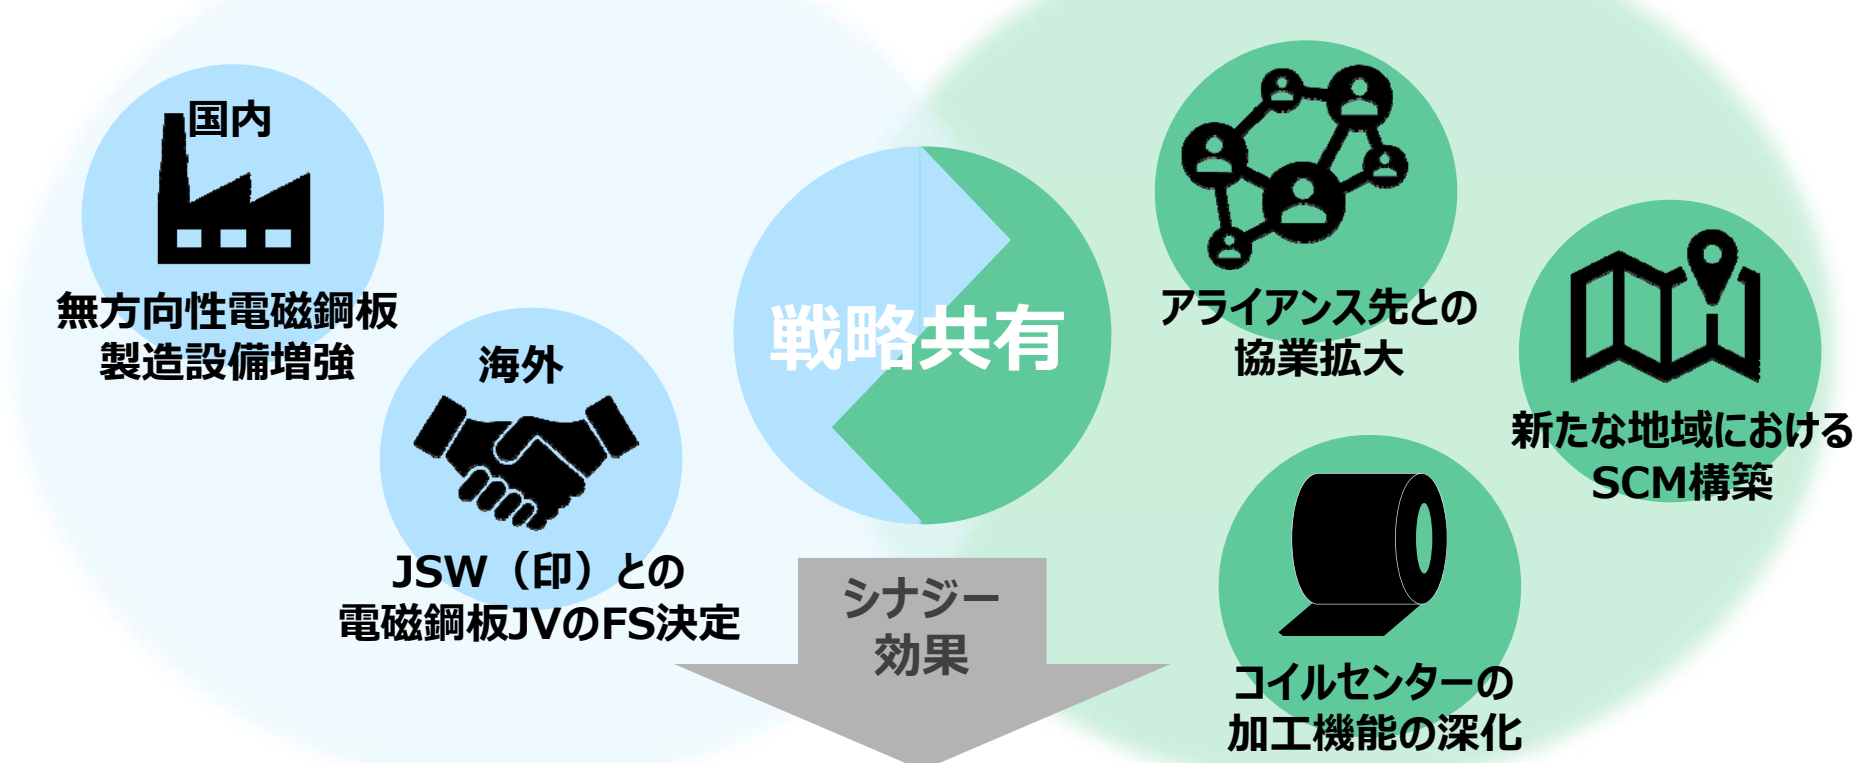 国内
無方向性電磁鋼板
製造設備増強
海外
JSW（印）との
電磁鋼板JVのFS決定
戦略共有
シナジー
効果
アライアンス先との
協業拡大
新たな地域における
SCM構築
コイルセンターの
加工機能の深化